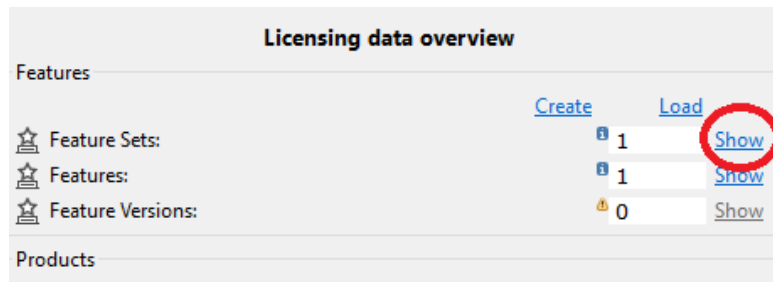 Licensing data overview
Features
Create Load
Feature Sets: 1 Show
Features: 1 Show
Feature Versions: 0 Show
Products